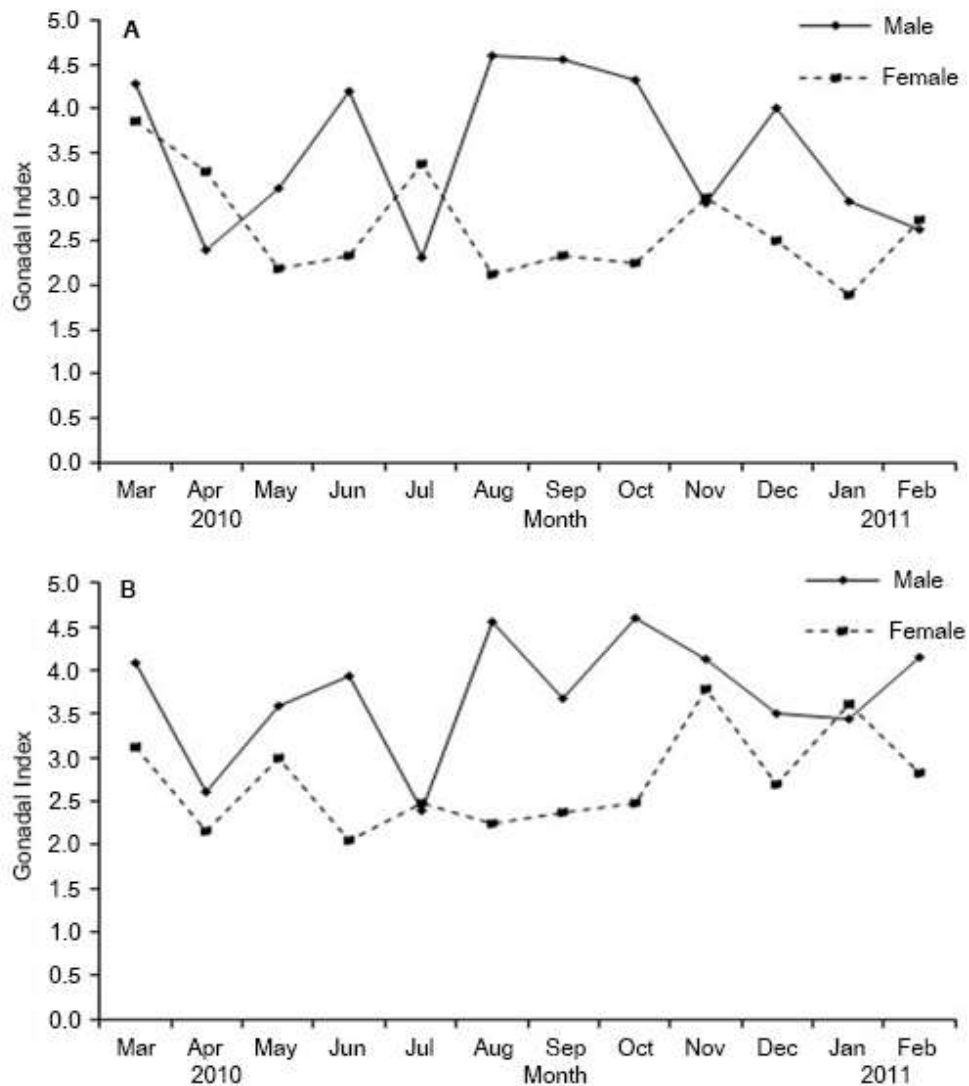 A
Male
Female
Gonadal Index
5.0
4.5
4.0
3.5
3.0
2.5
2.0
1.5
1.0
0.5
0.0
Mar Apr May Jun Jul Aug Sep Oct Nov Dec Jan Feb
2010 Month 2011
B
Male
Female
Gonadal Index
5.0
4.5
4.0
3.5
3.0
2.5
2.0
1.5
1.0
0.5
0.0
Mar Apr May Jun Jul Aug Sep Oct Nov Dec Jan Feb
2010 Month 2011